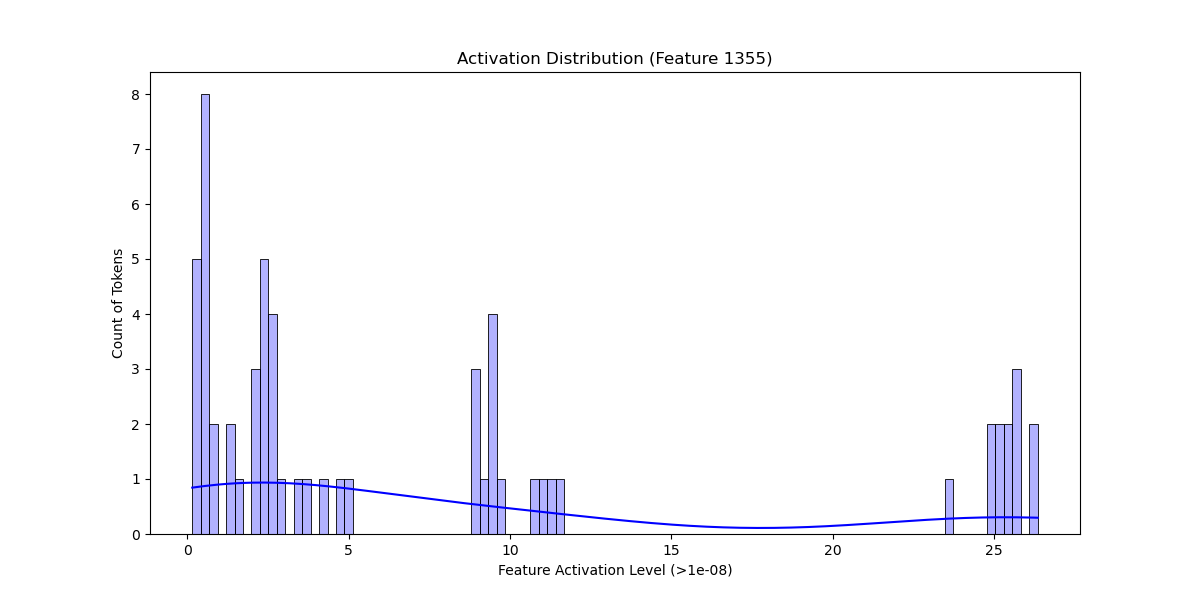 Activation Distribution (Feature 1355)
Count of Tokens
8
7
6
5
4
3
2
1
0
0 5 10 15 20 25
Feature Activation Level (>1e-08)